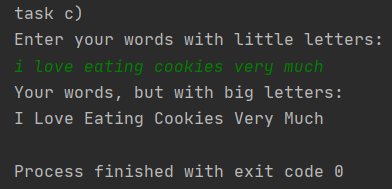 task c)
Enter your words with little letters:
i love eating cookies very much
Your words, but with big letters:
I Love Eating Cookies Very Much
Process finished with exit code 0